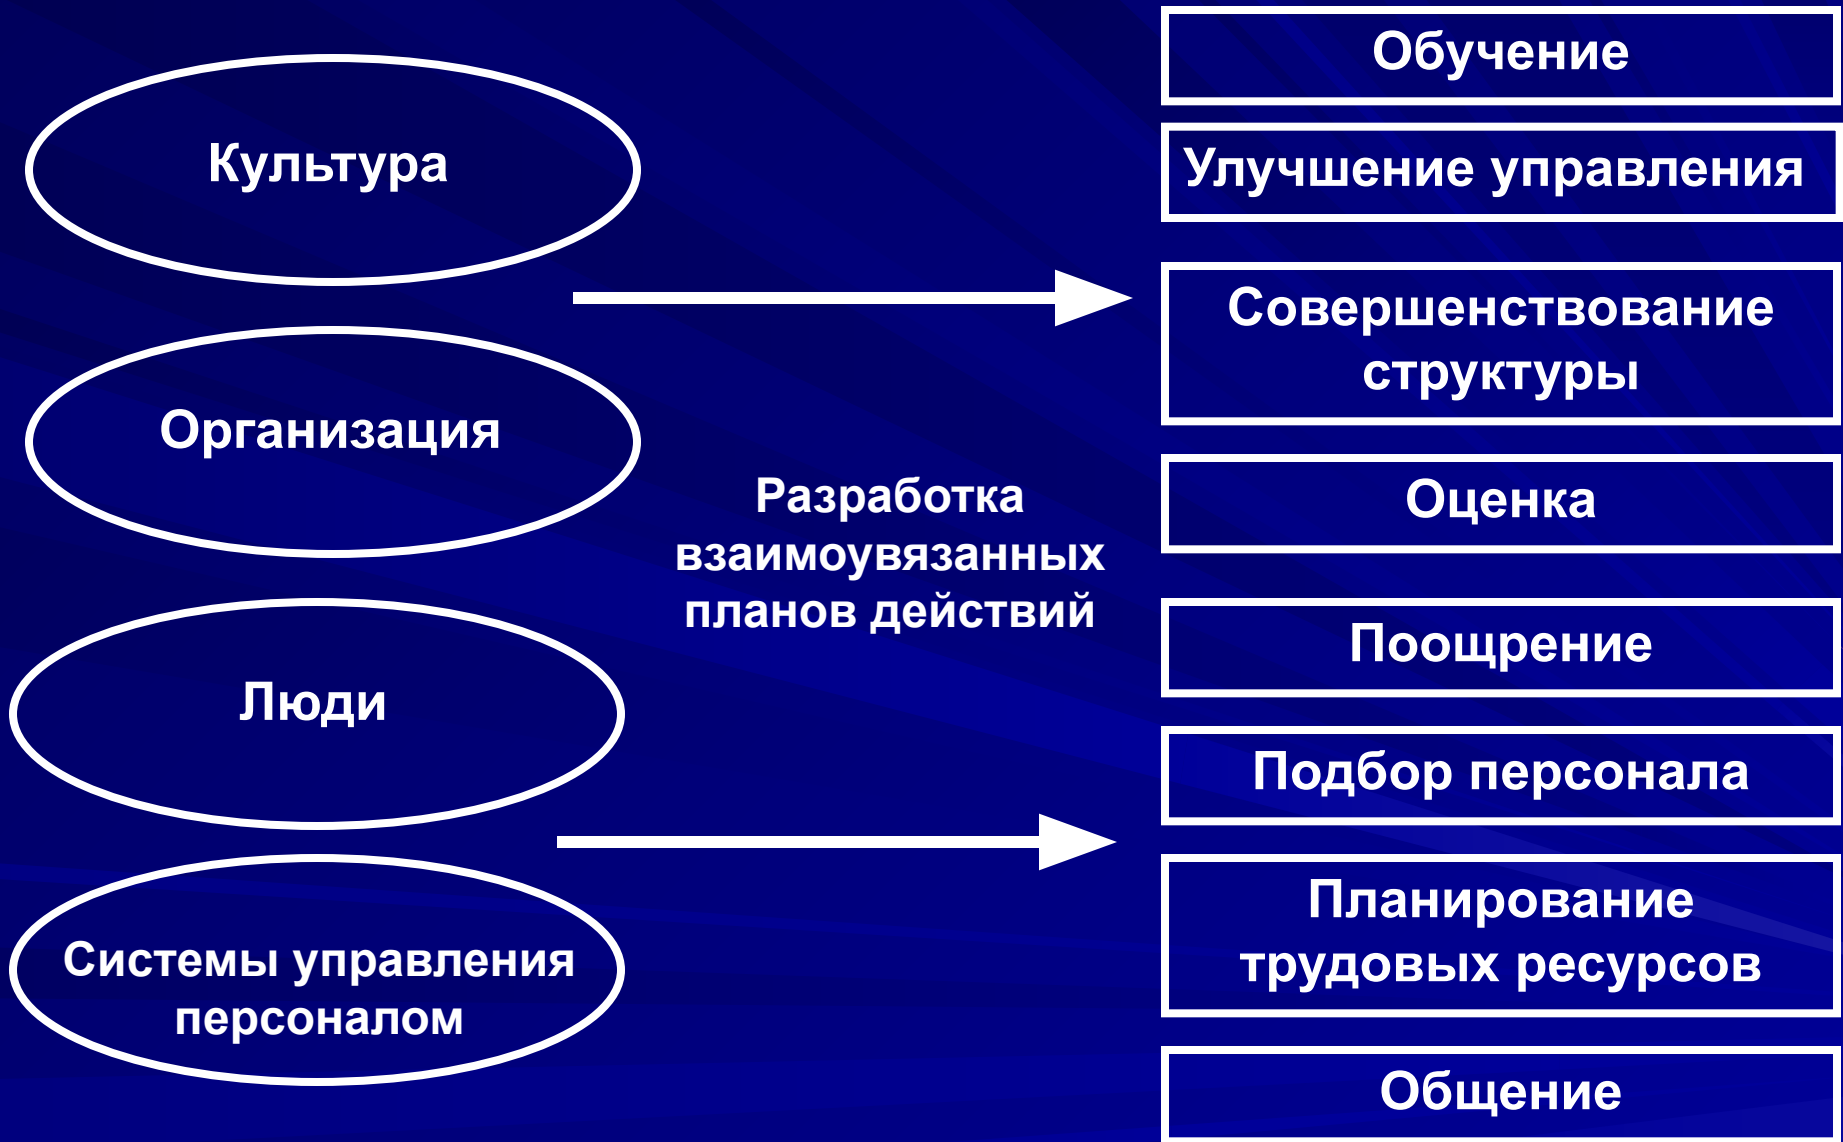 Культура
Организация
Люди
Системы управления
персоналом
Разработка
взаимоувязанных
планов действий
Обучение
Улучшение управления
Совершенствование
структуры
Оценка
Поощрение
Подбор персонала
Планирование
трудовых ресурсов
Общение